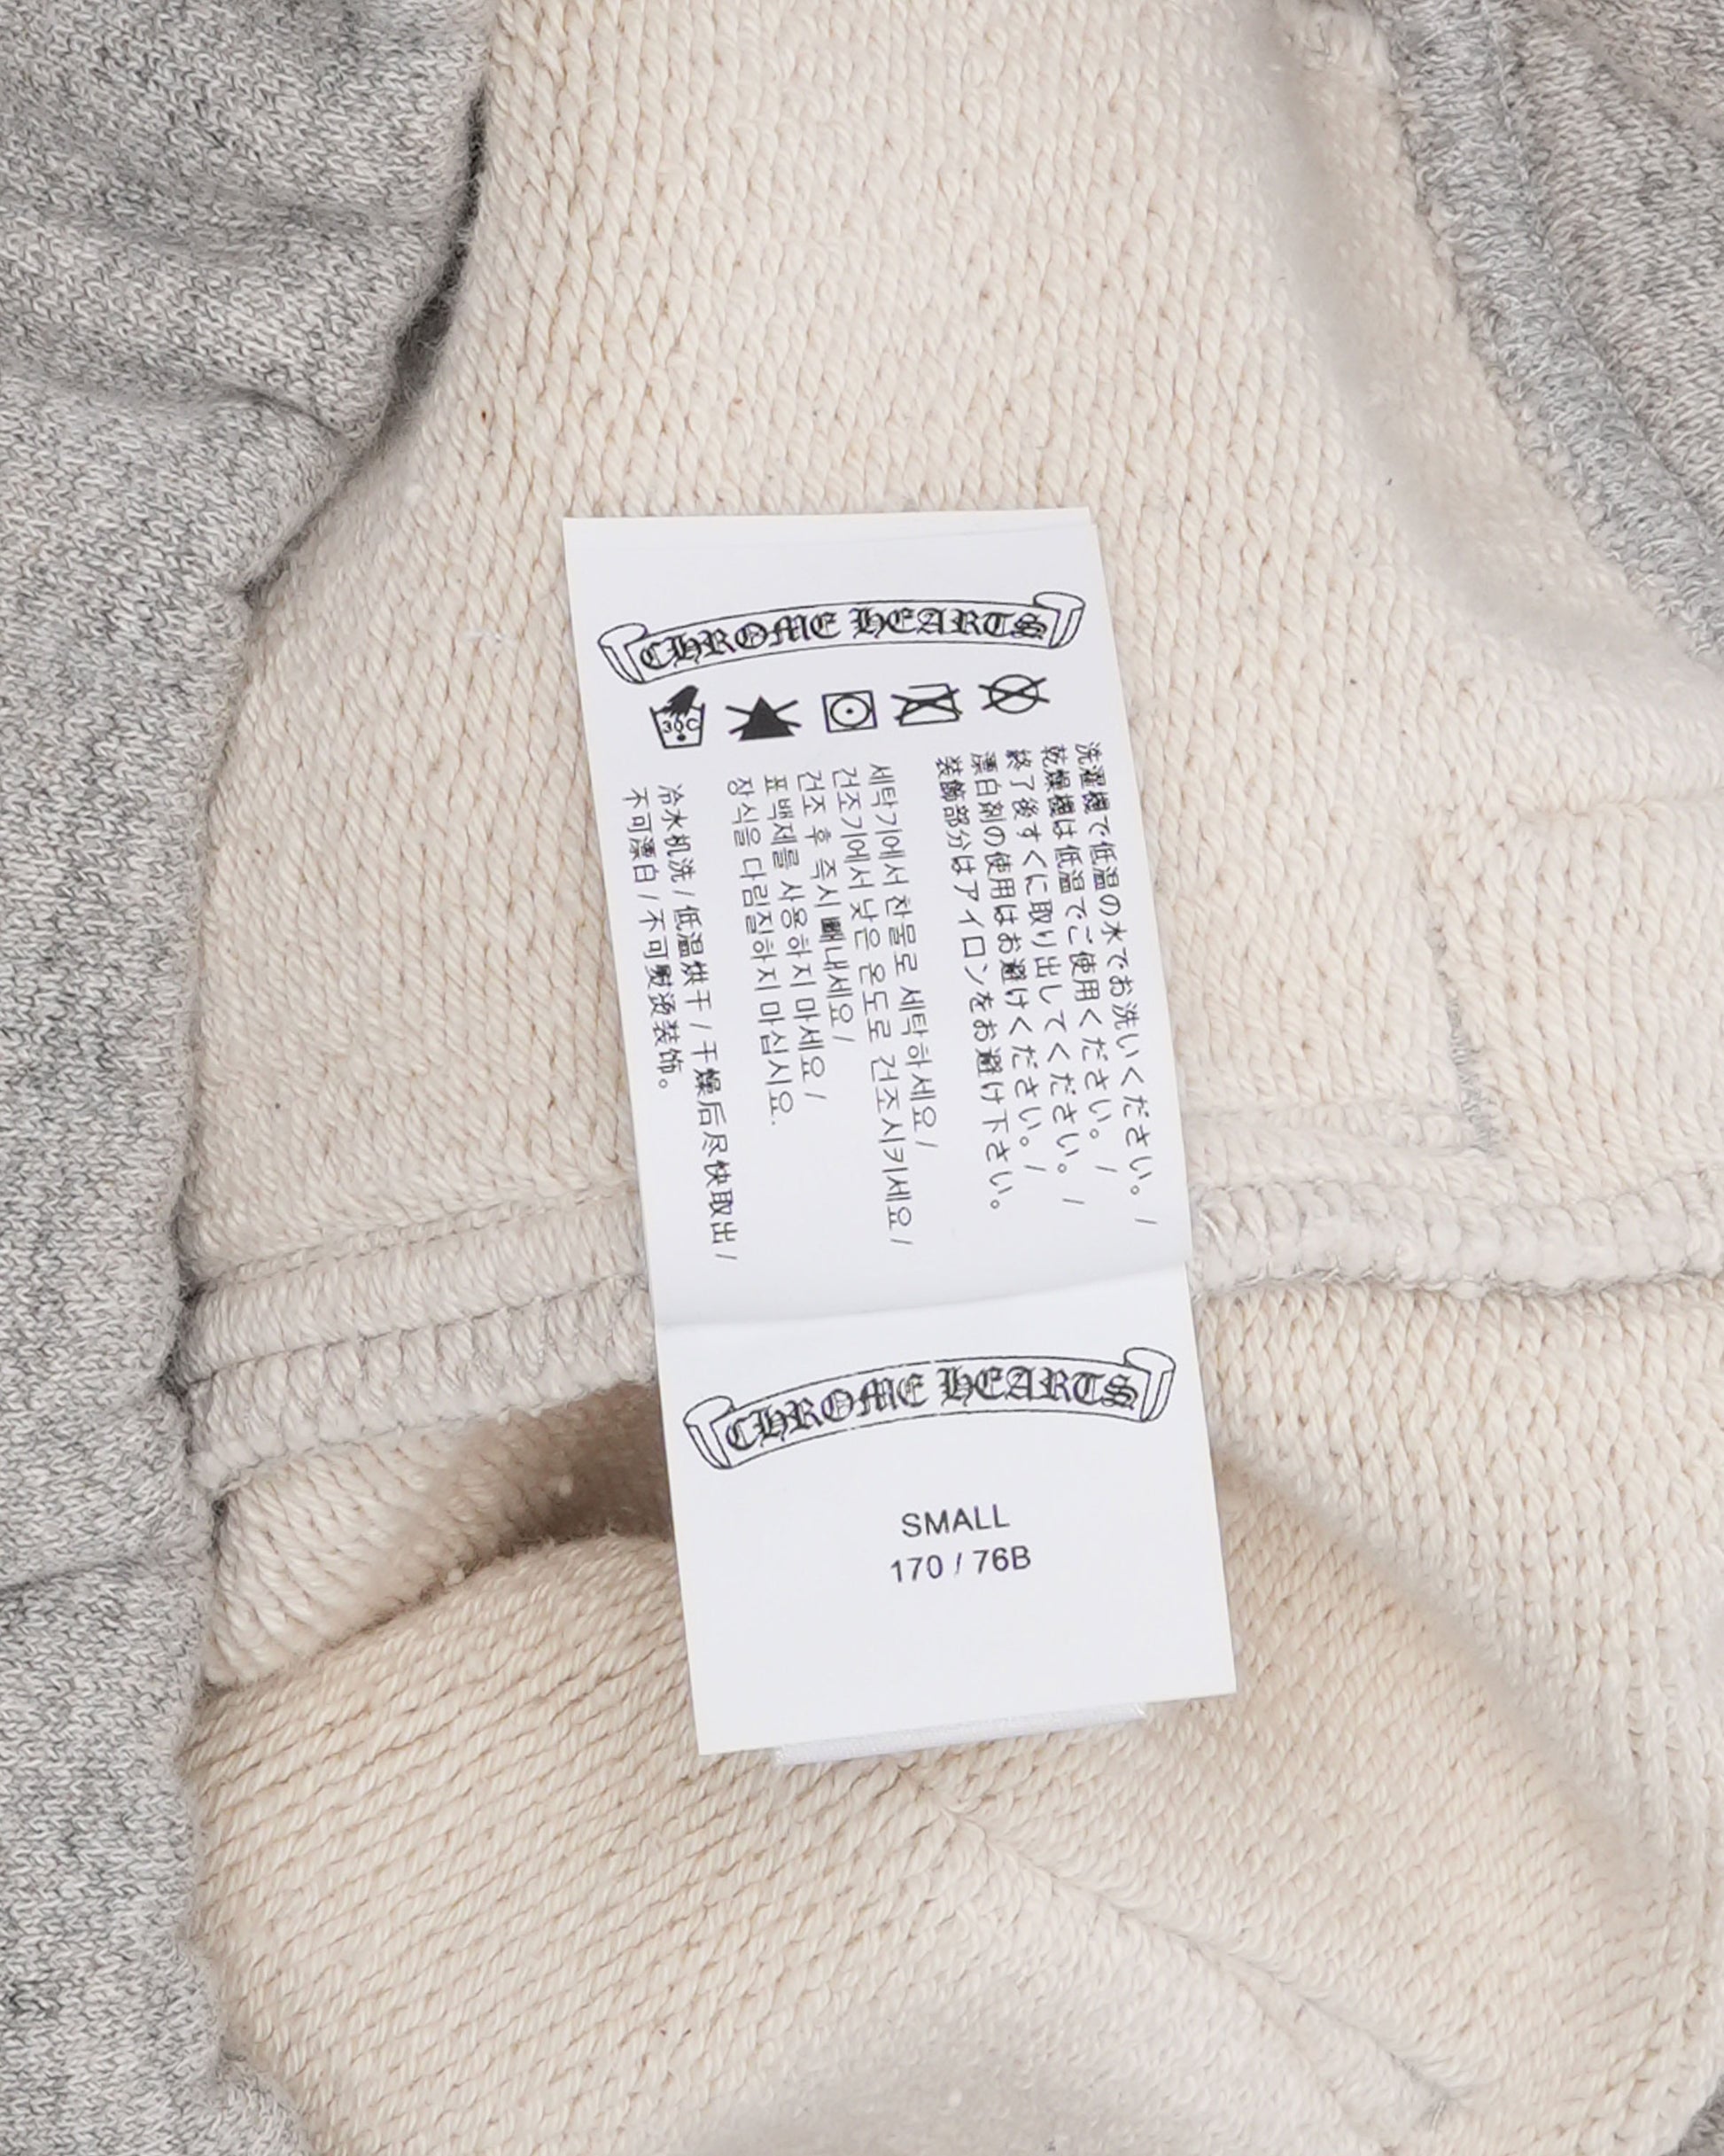 CHROME HEARTS
30C
洗濯機で低温の水でお洗いください。/
乾燥機は低温でご使用ください。/
終了後すぐに取り出してください。/
漂白剤の使用はお避けください。/
装飾部分はアイロンをお避け下さい。
세탁기에서 찬물로 세탁하세요/
건조기에서 낮은 온도로 건조시키세요/
건조 후 즉시 빼내세요/
표백제를 사용하지 마세요/
장식을 다림질하지 마십시오.
冷水机洗/低温烘干/干燥后尽快取出/
不可漂白/不可熨烫装饰。
CHROME HEARTS
SMALL
170 / 76B